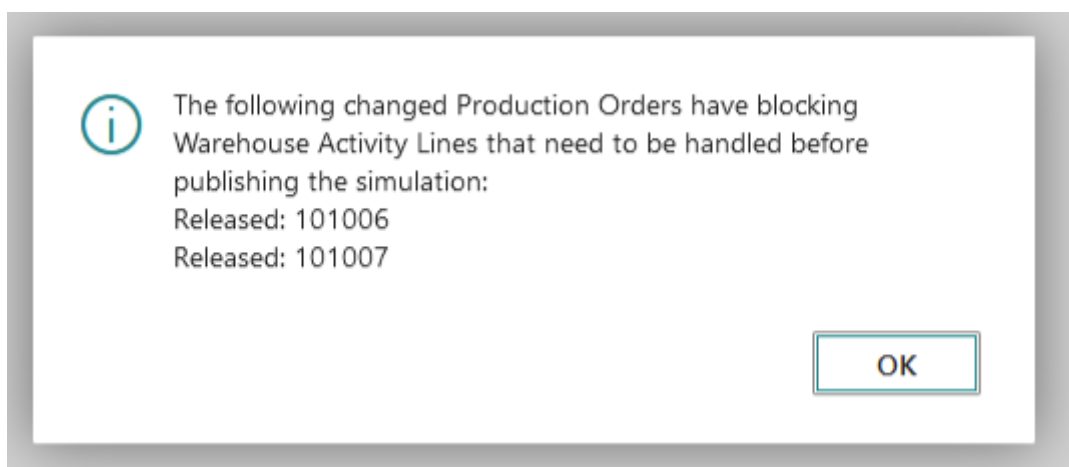 The following changed Production Orders have blocking
Warehouse Activity Lines that need to be handled before
publishing the simulation:
Released: 101006
Released: 101007
OK